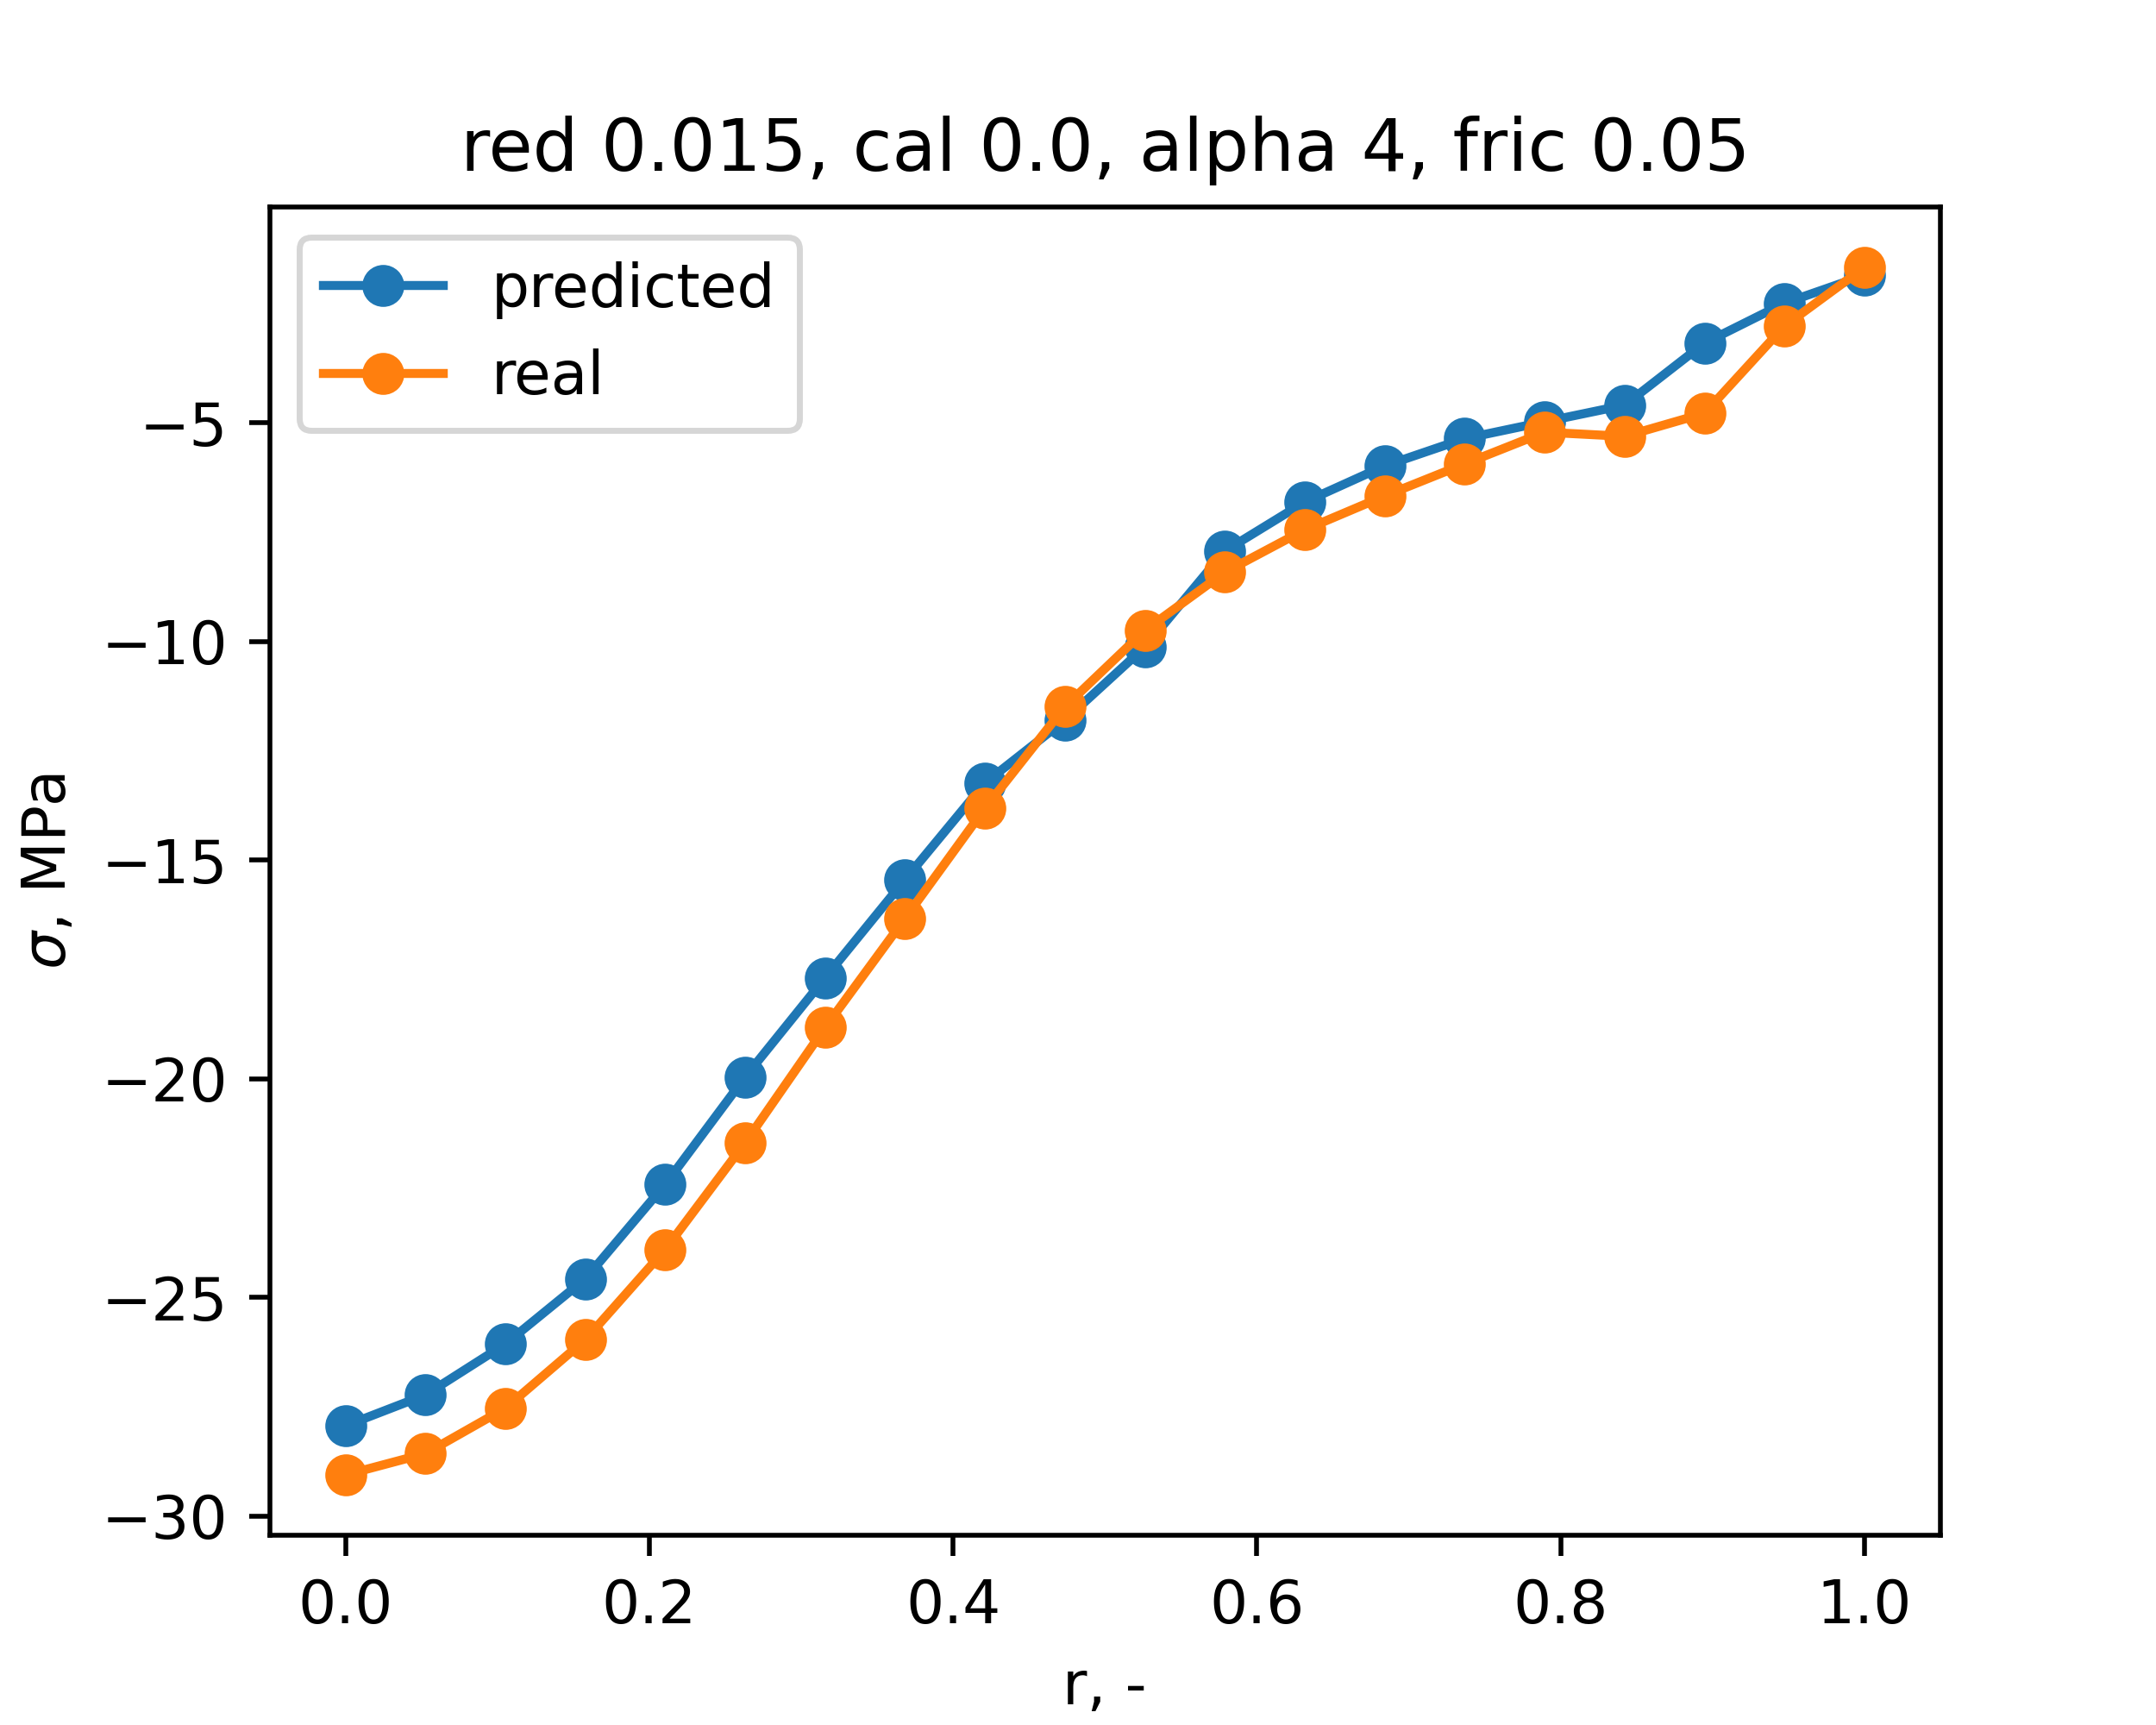 red 0.015, cal 0.0, alpha 4, fric 0.05
predicted
real
−5
−10
−15
−20
−25
−30
σ, MPa
0.0 0.2 0.4 0.6 0.8 1.0
r, -